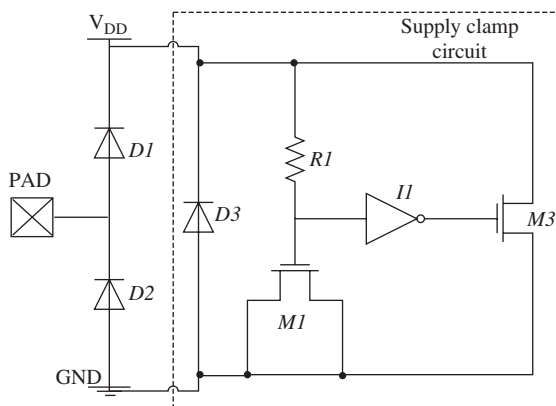 V_DD
Supply clamp
circuit
D1
R1
I1
PAD
D3
M3
D2
M1
GND